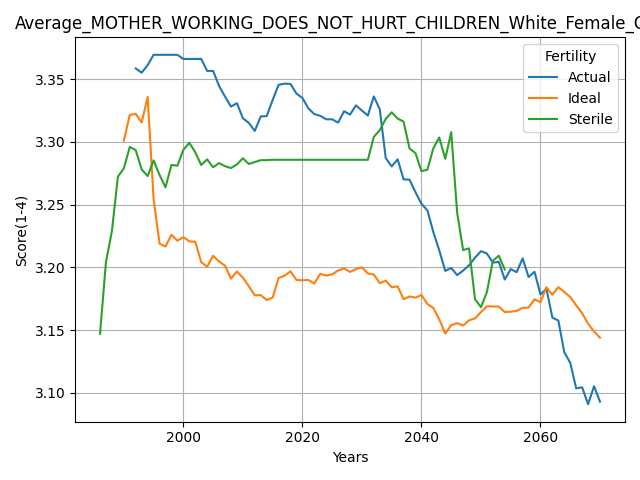 Average_MOTHER_WORKING_DOES_NOT_HURT_CHILDREN_White_Female_
Fertility
Actual
Ideal
Sterile
Score(1-4)
3.35
3.30
3.25
3.20
3.15
3.10
2000 2020 2040 2060
Years